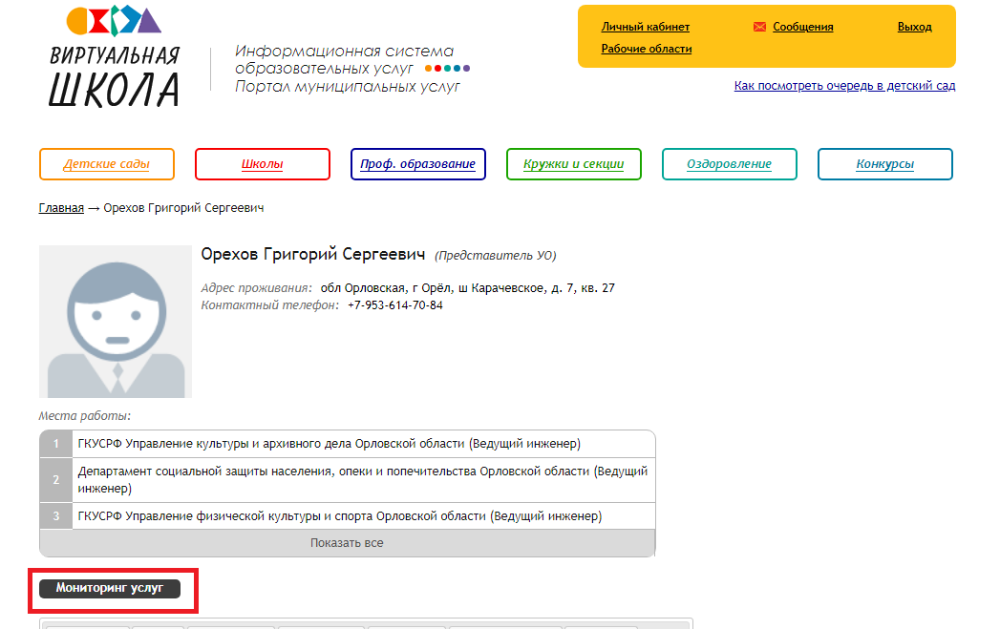 ВИРТУАЛЬНАЯ
ШКОЛА
Информационная система
образовательных услуг
Портал муниципальных услуг
Личный кабинет
Сообщения
Выход
Рабочие области
Как посмотреть очередь в детский сад
Детские сады
Школы
Проф. образование
Кружки и секции
Оздоровление
Конкурсы
Главная → Орехов Григорий Сергеевич
Орехов Григорий Сергеевич (Представитель УО)
Адрес проживания: обл Орловская, г Орёл, ш Карачевское, д. 7, кв. 27
Контактный телефон: +7-953-614-70-84
Места работы:
1 ГКУСРФ Управление культуры и архивного дела Орловской области (Ведущий инженер)
2 Департамент социальной защиты населения, опеки и попечительства Орловской области (Ведущий
инженер)
3 ГКУСРФ Управление физической культуры и спорта Орловской области (Ведущий инженер)
Показать все
Мониторинг услуг